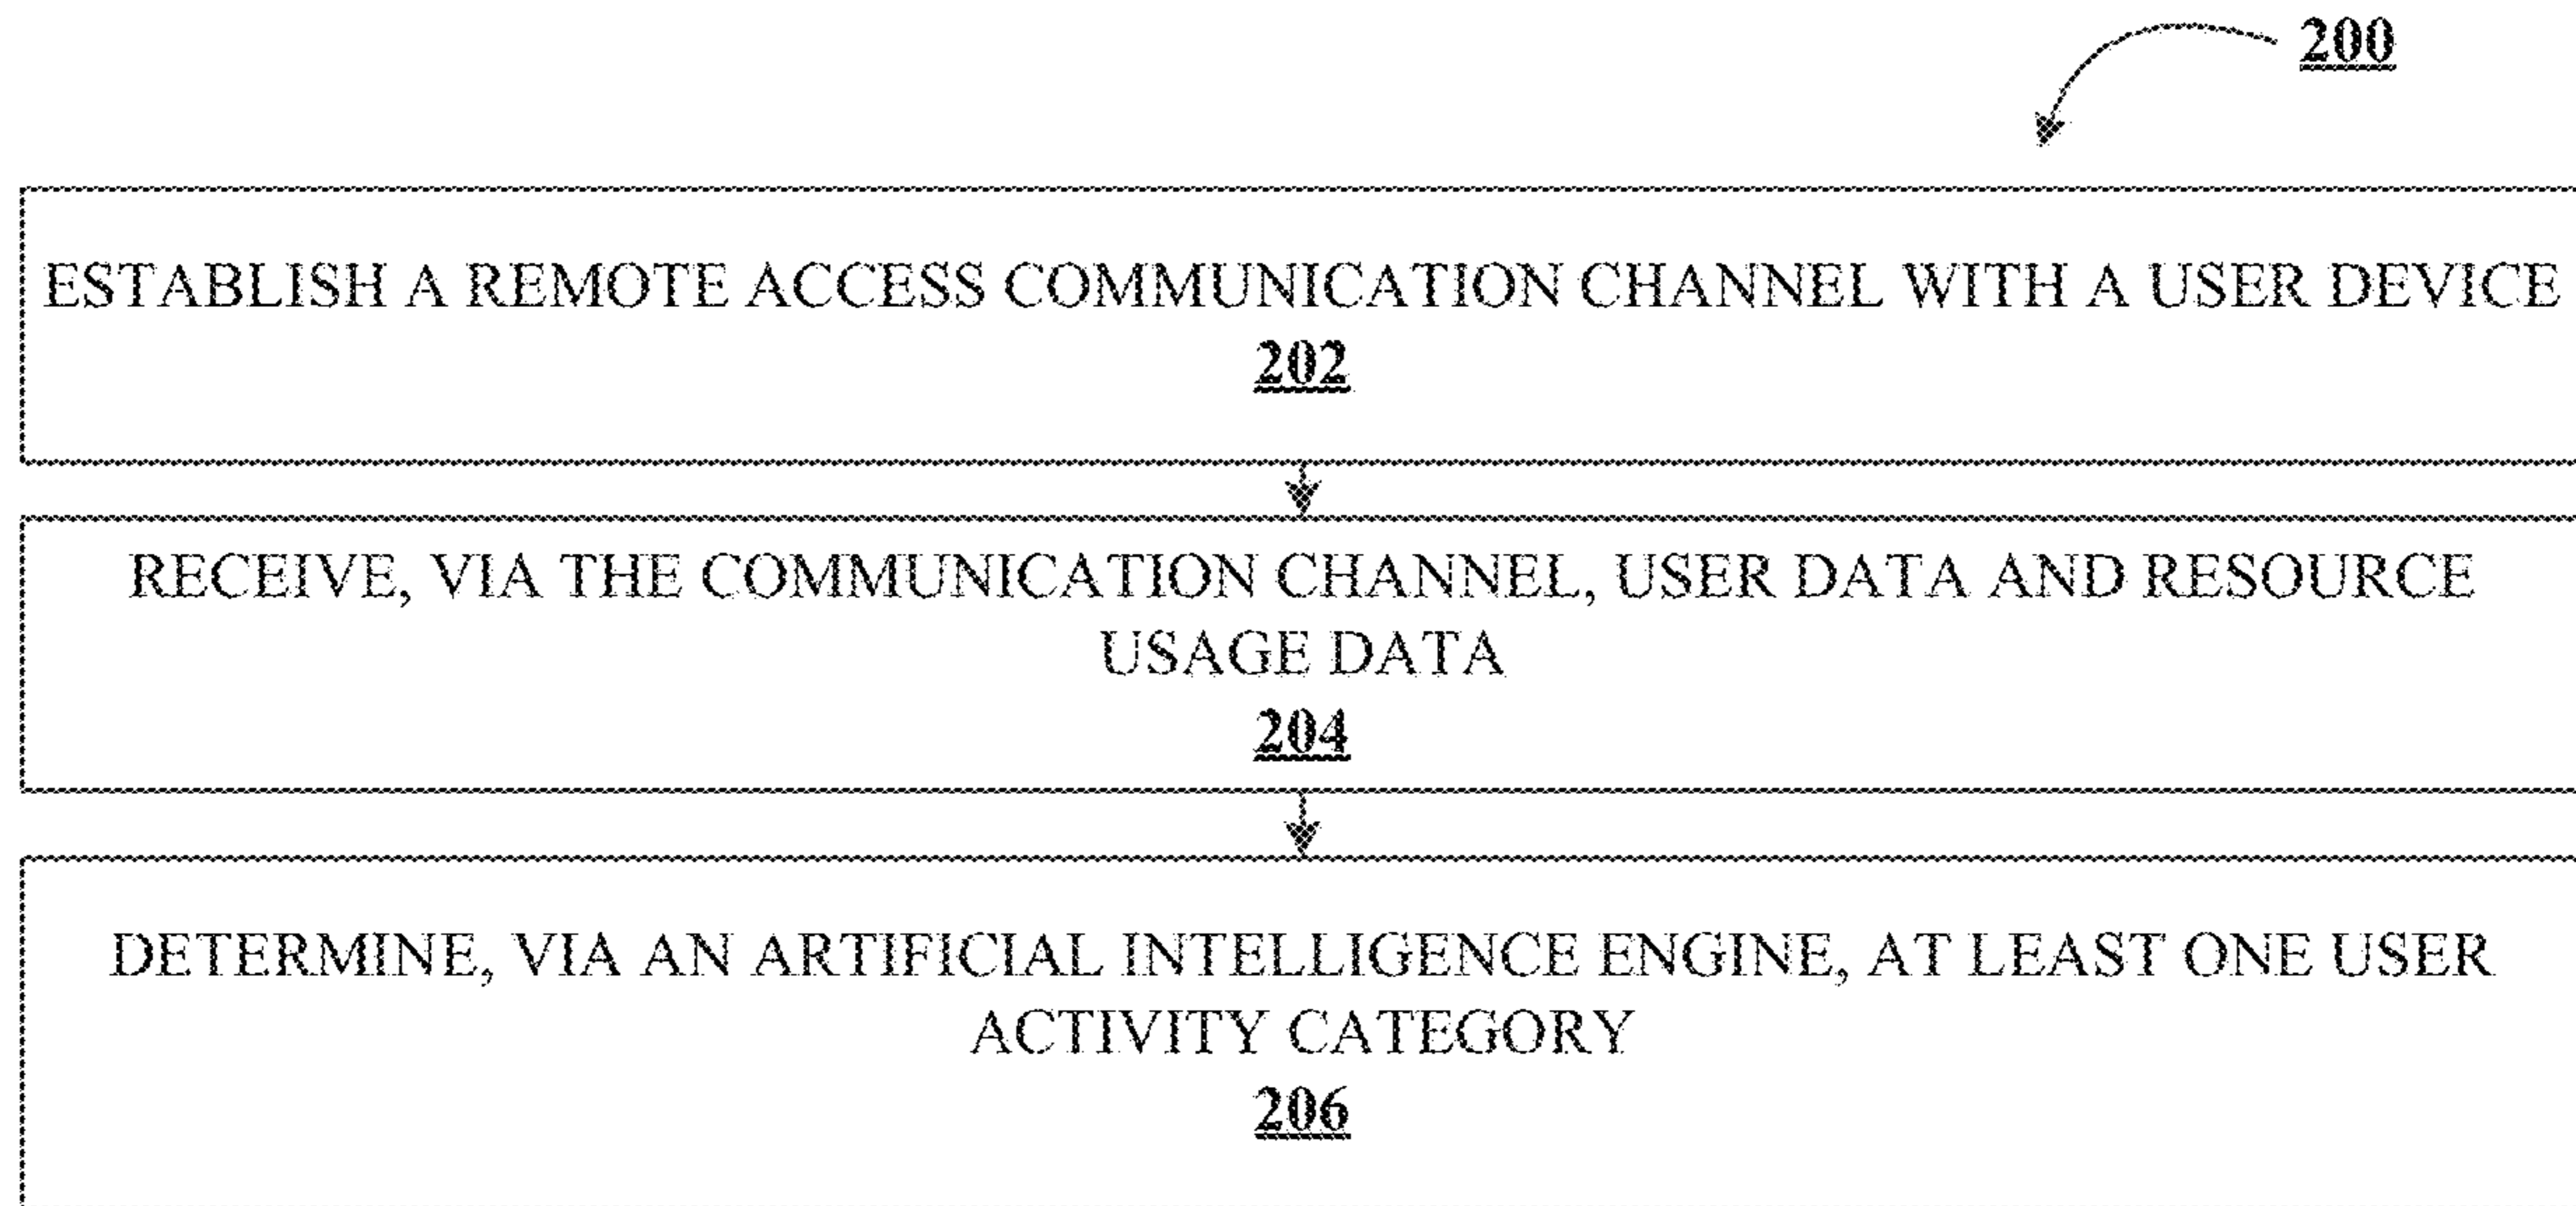 200
ESTABLISH A REMOTE ACCESS COMMUNICATION CHANNEL WITH A USER DEVICE
202
RECEIVE, VIA THE COMMUNICATION CHANNEL, USER DATA AND RESOURCE
USAGE DATA
204
DETERMINE, VIA AN ARTIFICIAL INTELLIGENCE ENGINE, AT LEAST ONE USER
ACTIVITY CATEGORY
206